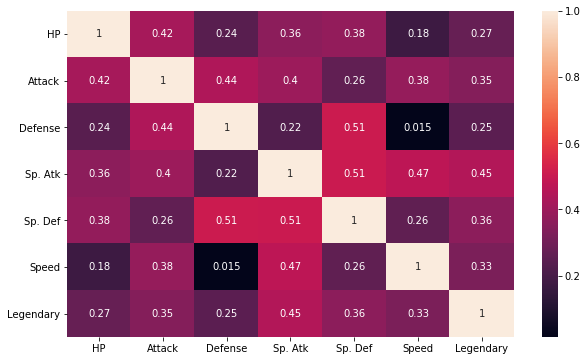 HP 1 0.42 0.24 0.36 0.38 0.18 0.27
Attack 0.42 1 0.44 0.4 0.26 0.38 0.35
Defense 0.24 0.44 1 0.22 0.51 0.015 0.25
Sp. Atk 0.36 0.4 0.22 1 0.51 0.47 0.45
Sp. Def 0.38 0.26 0.51 0.51 1 0.26 0.36
Speed 0.18 0.38 0.015 0.47 0.26 1 0.33
Legendary 0.27 0.35 0.25 0.45 0.36 0.33 1
HP Attack Defense Sp. Atk Sp. Def Speed Legendary
1.0
0.8
0.6
0.4
0.2